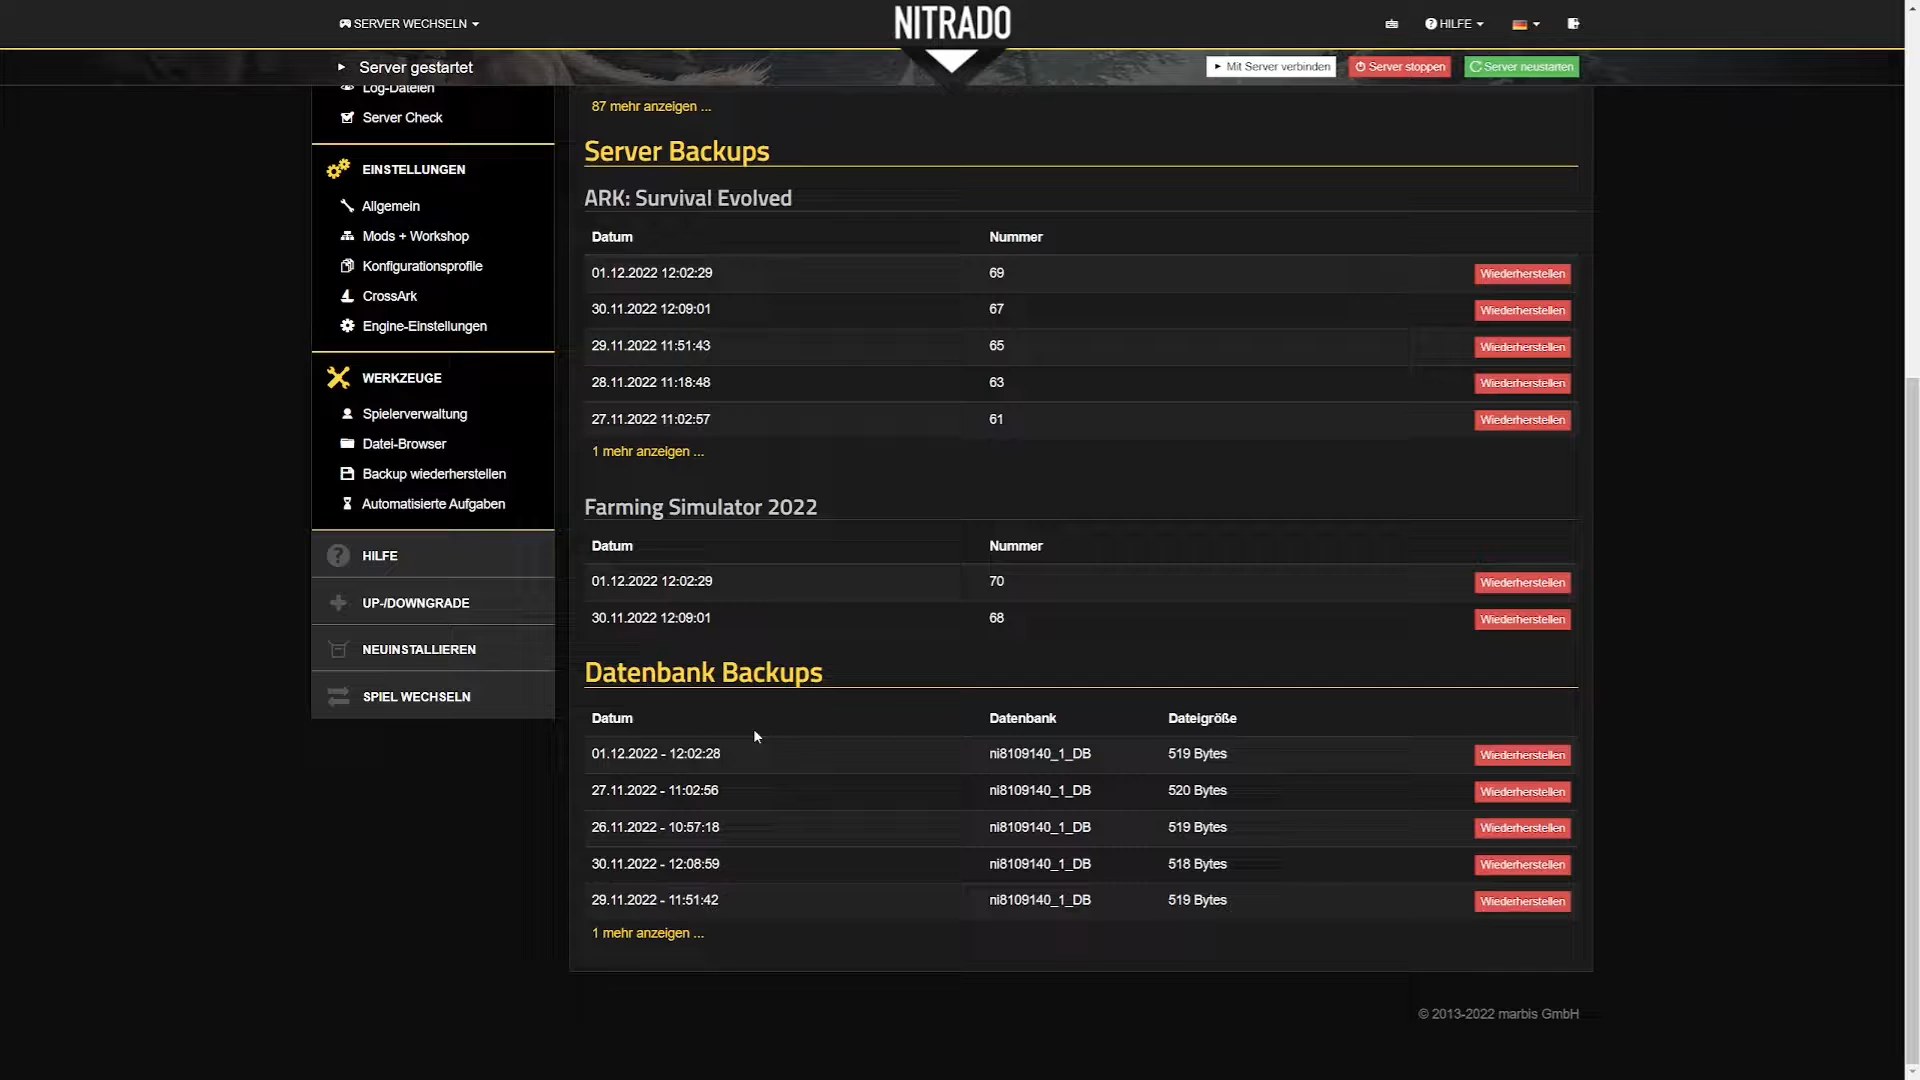 SERVER WECHSELN
NITRADO
HILFE
Server gestartet
Mit Server verbinden
Server stoppen
Server neustarten
Log-Dateien
Server Check
EINSTELLUNGEN
Allgemein
Mods + Workshop
Konfigurationsprofile
CrossArk
Engine-Einstellungen
WERKZEUGE
Spielerverwaltung
Datei-Browser
Backup wiederherstellen
Automatisierte Aufgaben
HILFE
UP-/DOWNGRADE
NEUINSTALLIEREN
SPIEL WECHSELN
87 mehr anzeigen ...
Server Backups
ARK: Survival Evolved
Datum Nummer
01.12.2022 12:02:29 69 Wiederherstellen
30.11.2022 12:09:01 67 Wiederherstellen
29.11.2022 11:51:43 65 Wiederherstellen
28.11.2022 11:18:48 63 Wiederherstellen
27.11.2022 11:02:57 61 Wiederherstellen
1 mehr anzeigen ...
Farming Simulator 2022
Datum Nummer
01.12.2022 12:02:29 70 Wiederherstellen
30.11.2022 12:09:01 68 Wiederherstellen
Datenbank Backups
Datum Datenbank Dateigröße
01.12.2022 - 12:02:28 ni8109140_1_DB 519 Bytes Wiederherstellen
27.11.2022 - 11:02:56 ni8109140_1_DB 520 Bytes Wiederherstellen
26.11.2022 - 10:57:18 ni8109140_1_DB 519 Bytes Wiederherstellen
30.11.2022 - 12:08:59 ni8109140_1_DB 518 Bytes Wiederherstellen
29.11.2022 - 11:51:42 ni8109140_1_DB 519 Bytes Wiederherstellen
1 mehr anzeigen ...
© 2013-2022 marbis GmbH